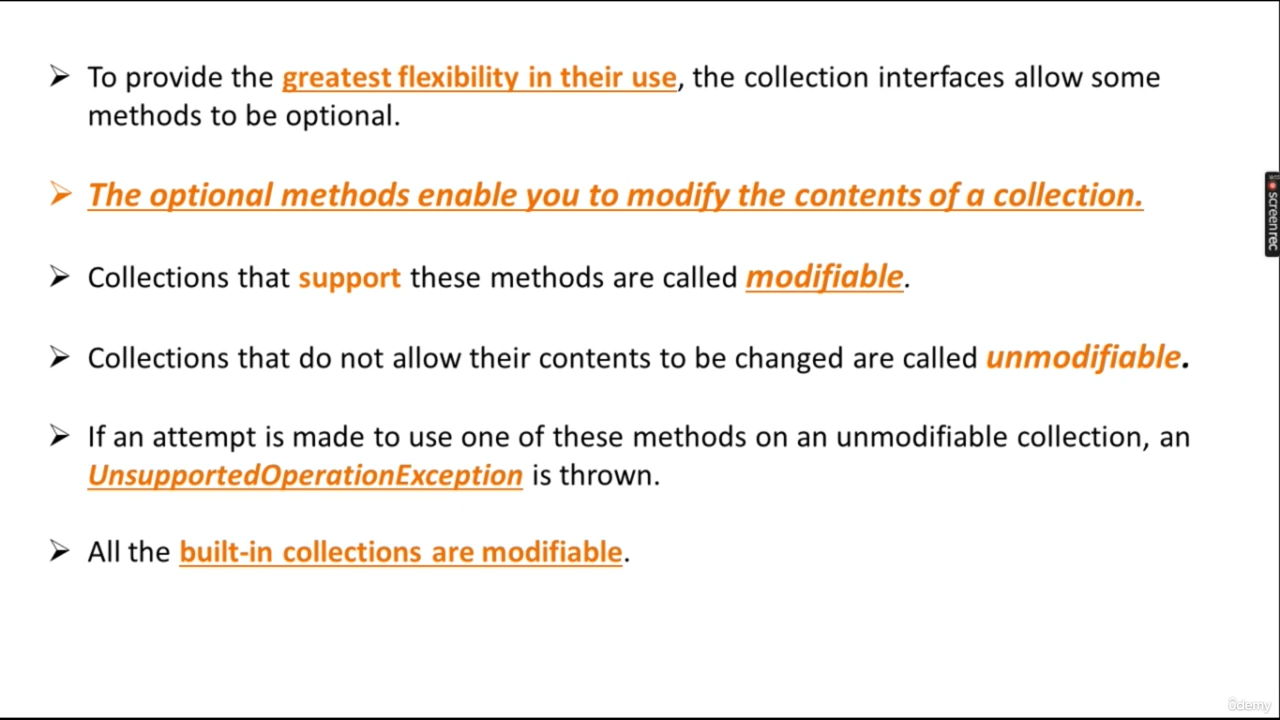 ➢ To provide the greatest flexibility in their use, the collection interfaces allow some
methods to be optional.
➢ The optional methods enable you to modify the contents of a collection.
➢ Collections that support these methods are called modifiable.
➢ Collections that do not allow their contents to be changed are called unmodifiable.
➢ If an attempt is made to use one of these methods on an unmodifiable collection, an
UnsupportedOperationException is thrown.
➢ All the built-in collections are modifiable.
screenrec
ûdemy